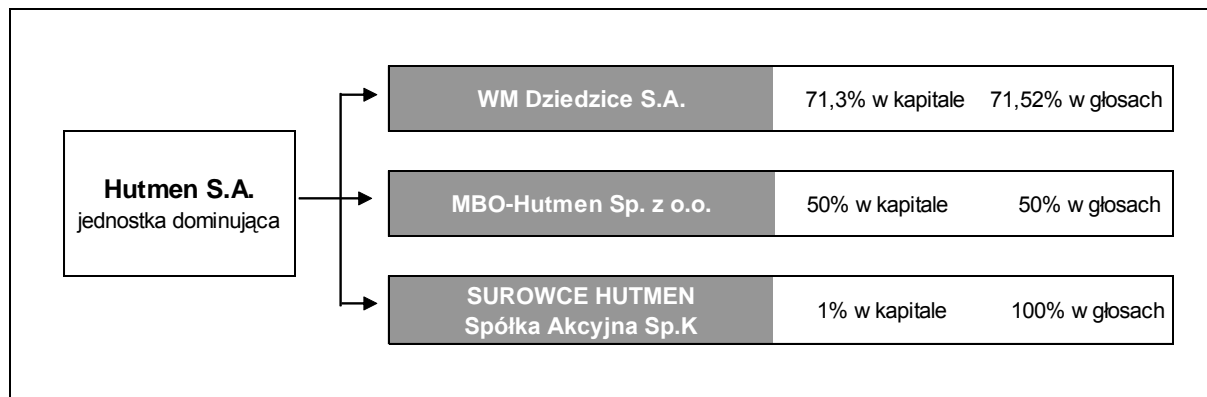 WM Dziedzice S.A. 71,3% w kapitale 71,52% w głosach
Hutmen S.A.
jednostka dominująca
MBO-Hutmen Sp. z o.o. 50% w kapitale 50% w głosach
SUROWCE HUTMEN
Spółka Akcyjna Sp.K 1% w kapitale 100% w głosach